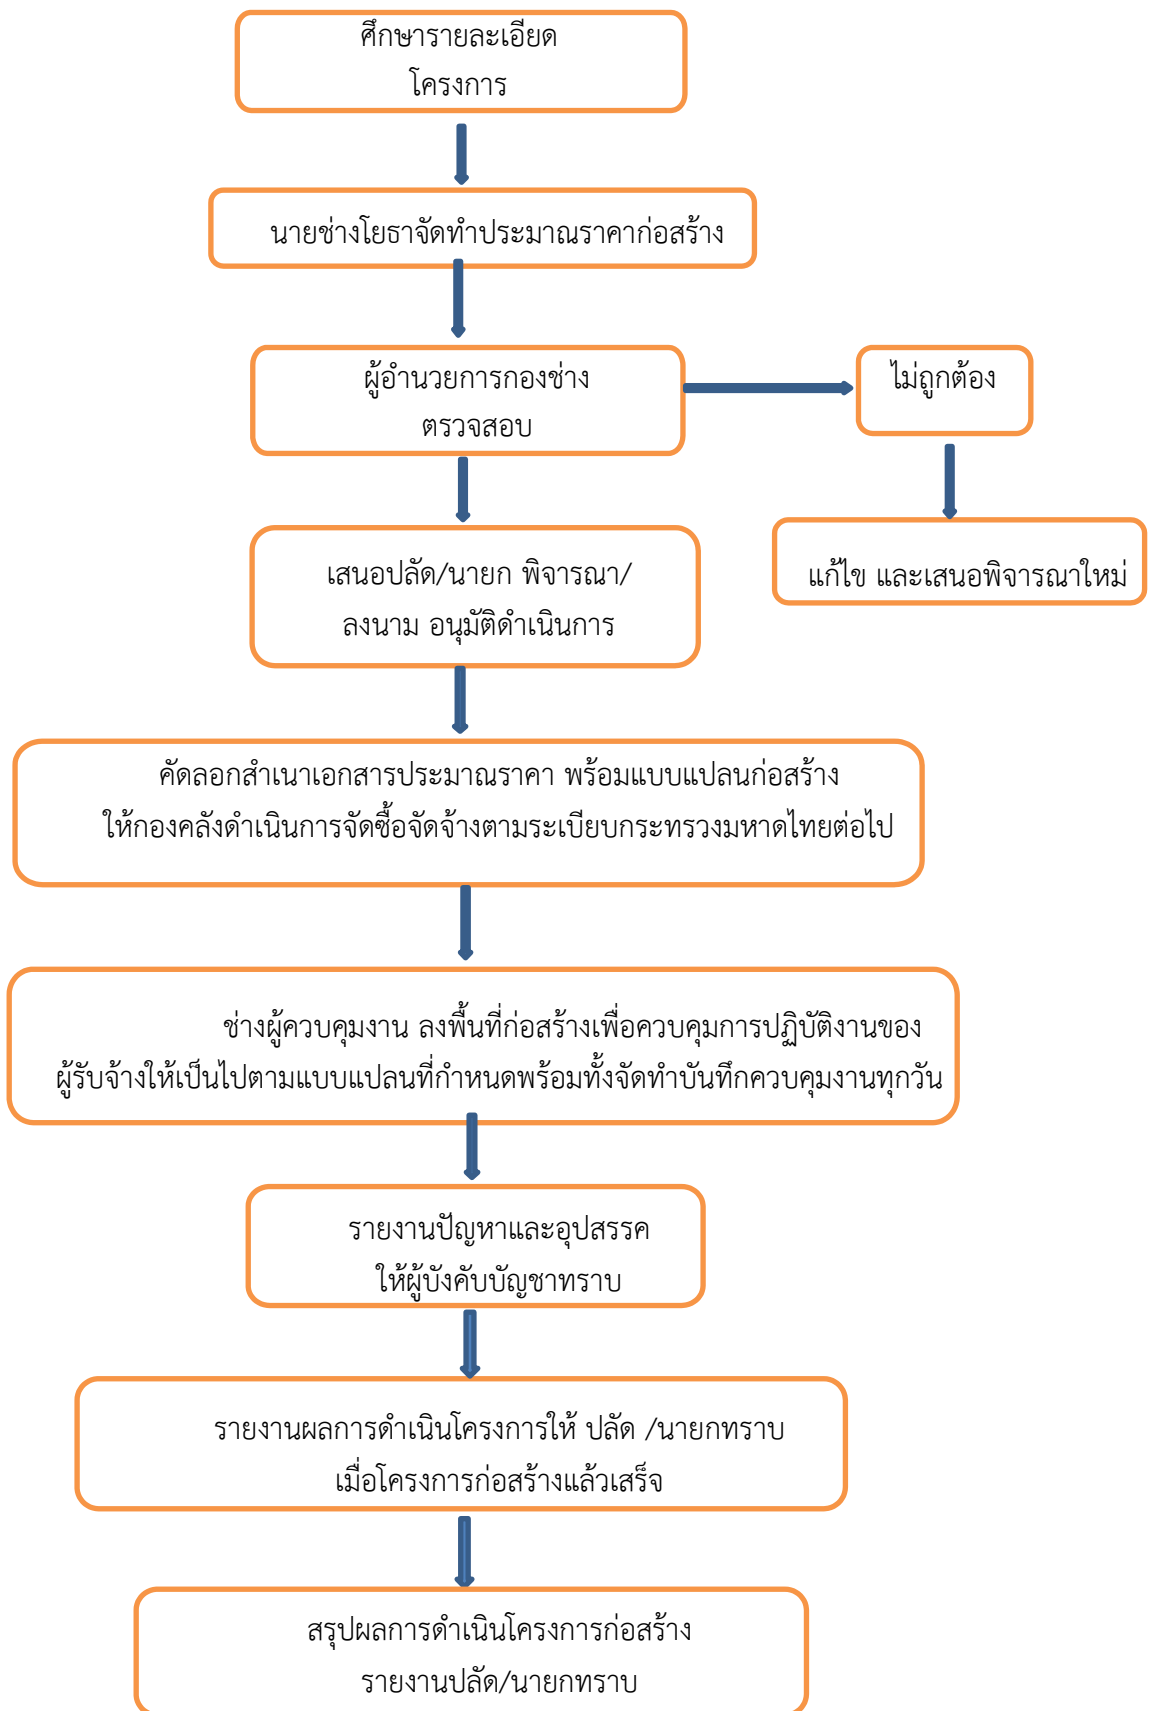 ศึกษารายละเอียด
โครงการ
นายช่างโยธาจัดทำประมาณราคาก่อสร้าง
ผู้อำนวยการกองช่าง
ตรวจสอบ
ไม่ถูกต้อง
แก้ไข และเสนอพิจารณาใหม่
เสนอปลัด/นายก พิจารณา/
ลงนาม อนุมัติดำเนินการ
คัดลอกสำเนาเอกสารประมาณราคา พร้อมแบบแปลนก่อสร้าง
ให้กองคลังดำเนินการจัดซื้อจัดจ้างตามระเบียบกระทรวงมหาดไทยต่อไป
ช่างผู้ควบคุมงาน ลงพื้นที่ก่อสร้างเพื่อควบคุมการปฏิบัติงานของ
ผู้รับจ้างให้เป็นไปตามแบบแปลนที่กำหนดพร้อมทั้งจัดทำบันทึกควบคุมงานทุกวัน
รายงานปัญหาและอุปสรรค
ให้ผู้บังคับบัญชาทราบ
รายงานผลการดำเนินโครงการให้ ปลัด /นายกทราบ
เมื่อโครงการก่อสร้างแล้วเสร็จ
สรุปผลการดำเนินโครงการก่อสร้าง
รายงานปลัด/นายกทราบ